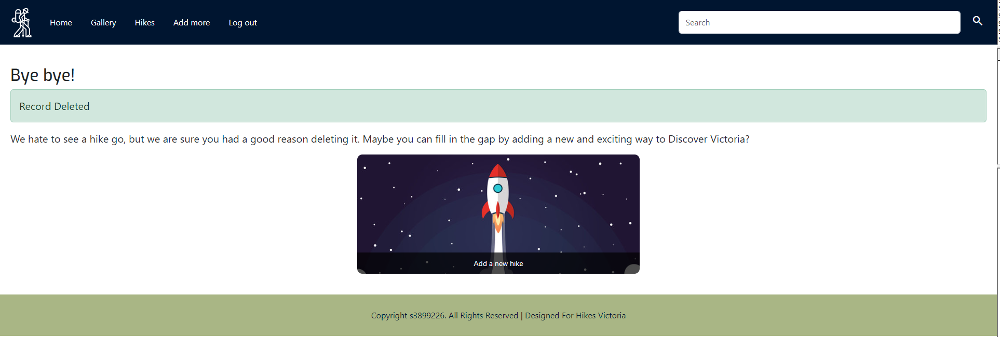 Home Gallery Hikes Add more Log out Search
Bye bye!
Record Deleted
We hate to see a hike go, but we are sure you had a good reason deleting it. Maybe you can fill in the gap by adding a new and exciting way to Discover Victoria?
Add a new hike
Copyright s3899226. All Rights Reserved | Designed For Hikes Victoria